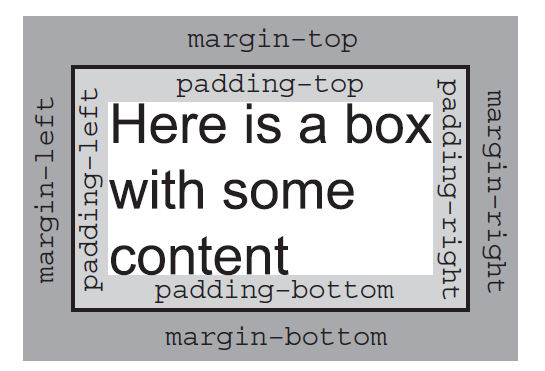 margin-top
padding-top
margin-left
padding-left
Here is a box
with some
content
padding-right
margin-right
padding-bottom
margin-bottom